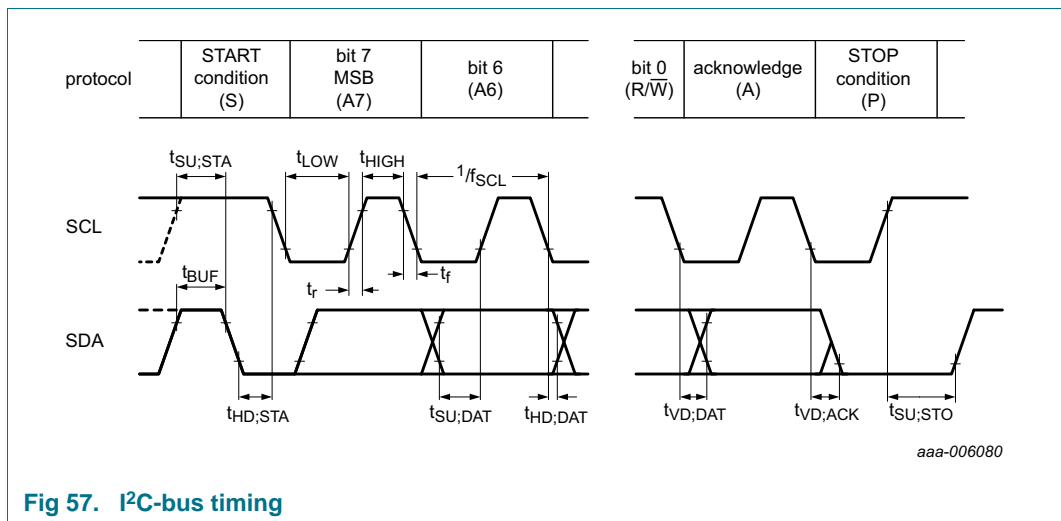 protocol
START
condition
(S)
bit 7
MSB
(A7)
bit 6
(A6)
bit 0
(R/W̅)
acknowledge
(A)
STOP
condition
(P)
tSU;STA
tLOW
tHIGH
1/fSCL
SCL
tBUF
tr
tf
SDA
tHD;STA
tSU;DAT
tHD;DAT
tVD;DAT
tVD;ACK
tSU;STO
aaa-006080
Fig 57. I²C-bus timing